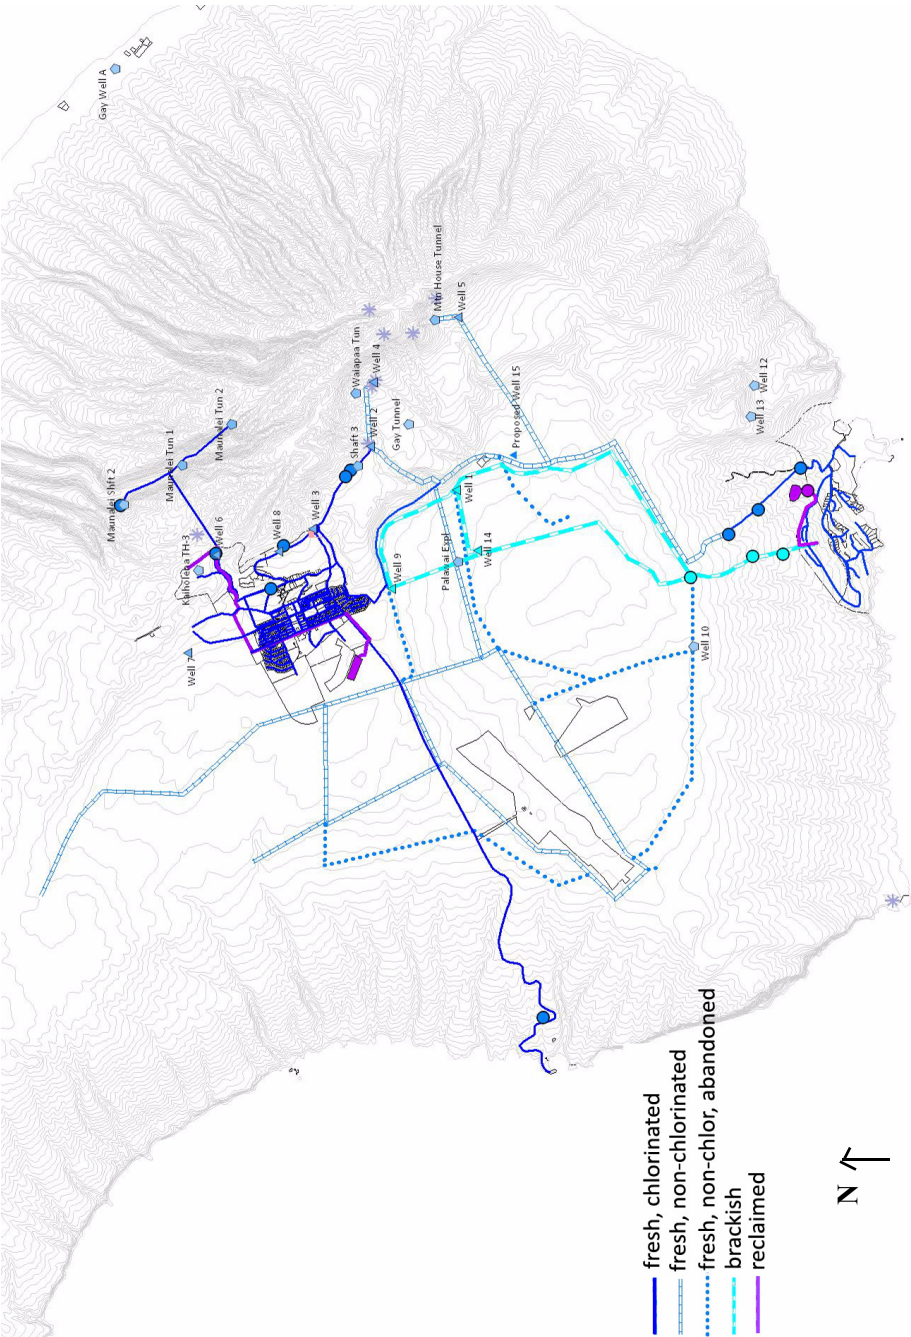 Gay Well A
Mtn House Tunnel
Well 5
Waiapaa Tun
Well 4
Maunalei Tun 2
Maunalei Tun 1
Maunalei Shft 2
Gay Tunnel
Well 2
Shaft 3
Proposed Well 15
Well 12
Well 13
Well 3
Well 8
Well 6
Kaiholena TH-3
Well 1
Well 14
Palawai Expl
Well 9
Well 7
Well 10
fresh, chlorinated
fresh, non-chlorinated
fresh, non-chlor, abandoned
brackish
reclaimed
N